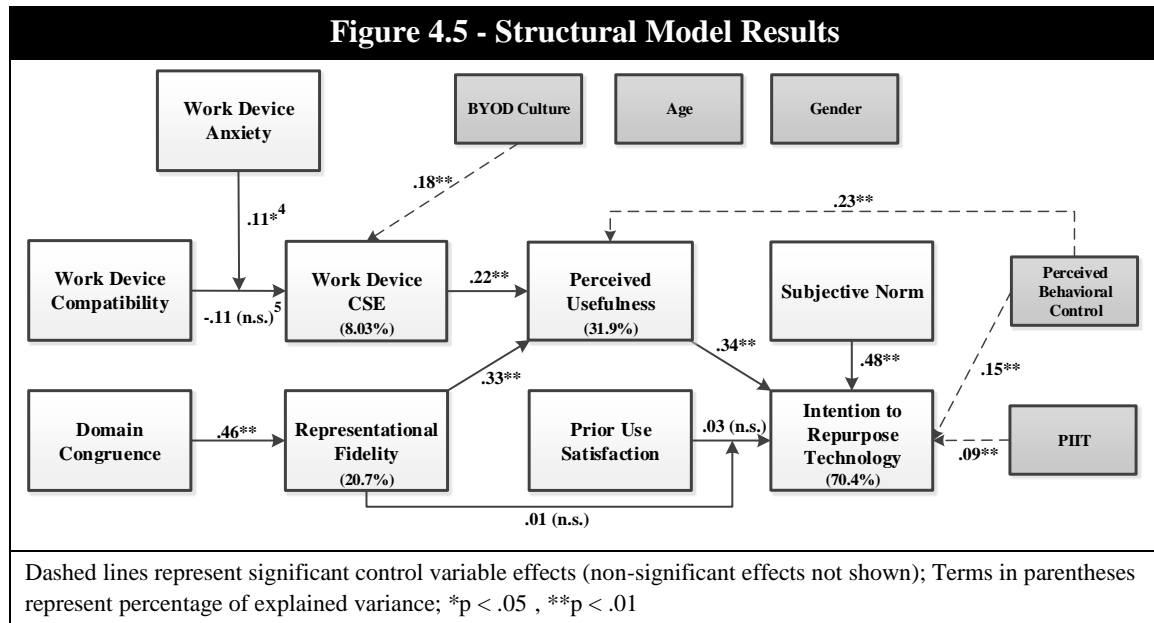 Figure 4.5 - Structural Model Results
Work Device
Anxiety
BYOD Culture
Age
Gender
.18**
.23**
.11*4
Work Device
Compatibility
-.11 (n.s.)5
Work Device
CSE
(8.03%)
.22**
Perceived
Usefulness
(31.9%)
Subjective Norm
Perceived
Behavioral
Control
.34**
.48**
.33**
.15**
Domain
Congruence
.46**
Representational
Fidelity
(20.7%)
Prior Use
Satisfaction
.03 (n.s.)
Intention to
Repurpose
Technology
(70.4%)
PIIT
.09**
.01 (n.s.)
Dashed lines represent significant control variable effects (non-significant effects not shown); Terms in parentheses
represent percentage of explained variance; *p < .05 , **p < .01